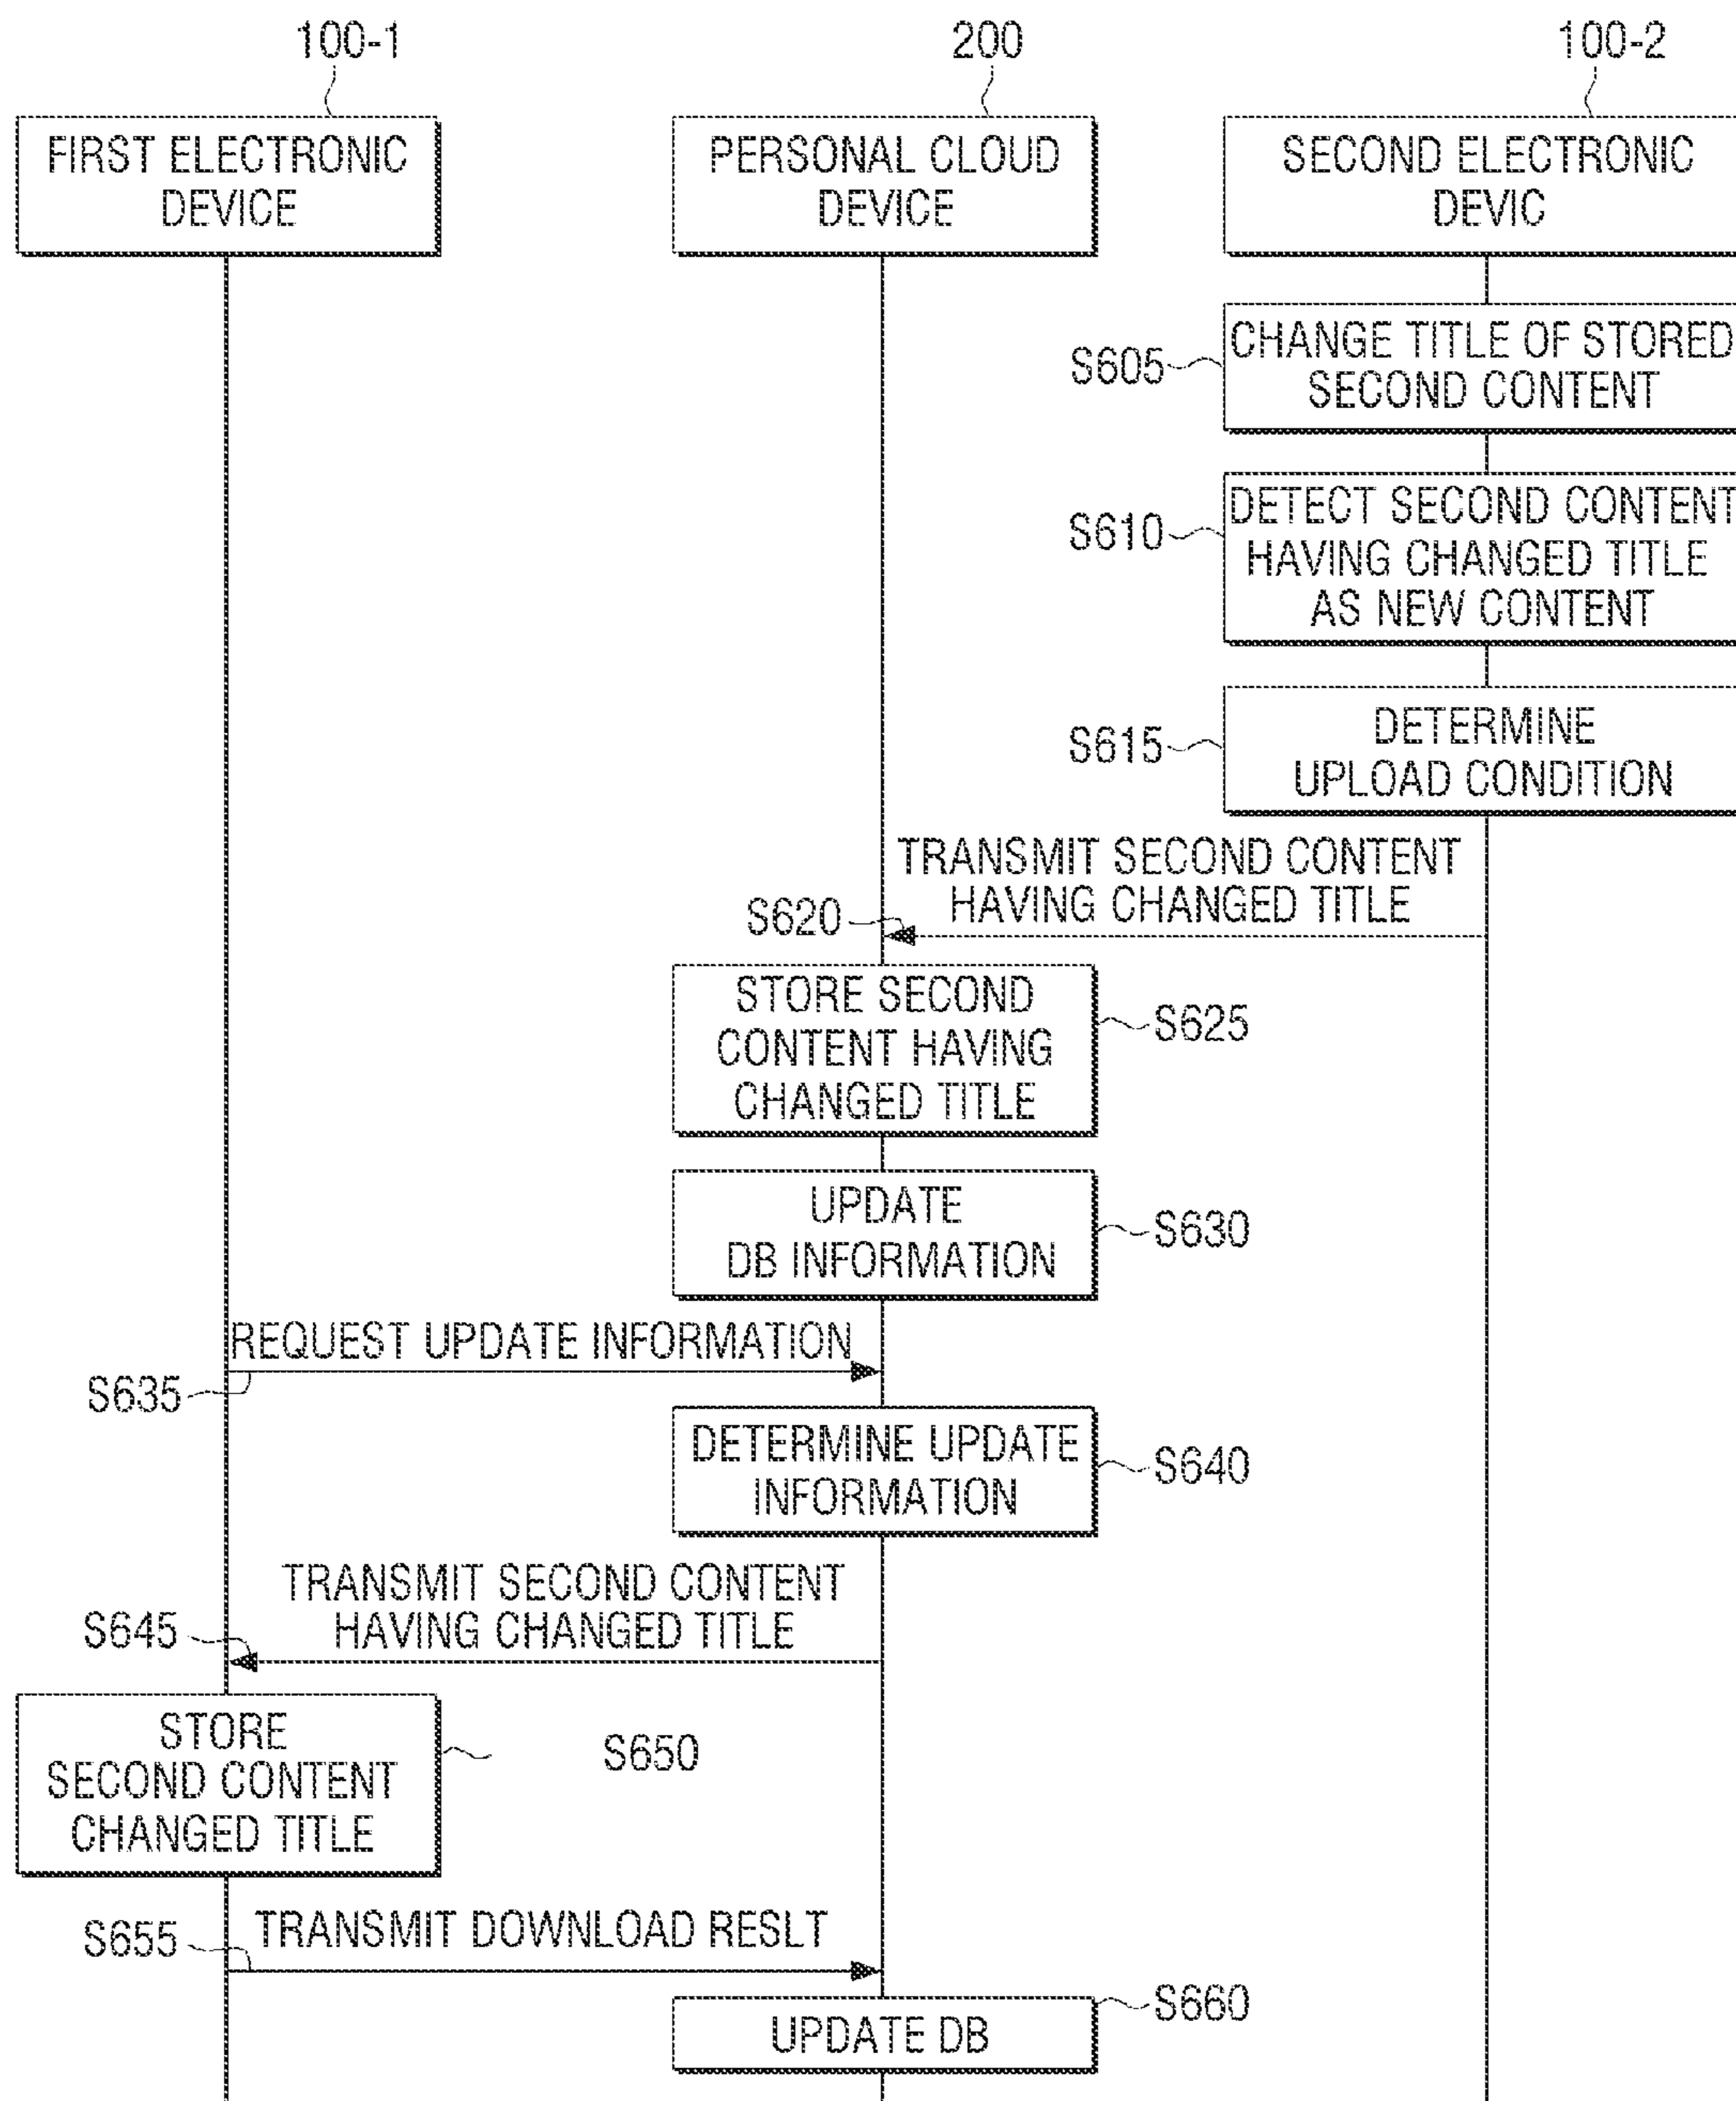 100-1
200
100-2
FIRST ELECTRONIC
DEVICE
PERSONAL CLOUD
DEVICE
SECOND ELECTRONIC
DEVIC
S605
CHANGE TITLE OF STORED
SECOND CONTENT
S610
DETECT SECOND CONTENT
HAVING CHANGED TITLE
AS NEW CONTENT
S615
DETERMINE
UPLOAD CONDITION
TRANSMIT SECOND CONTENT
HAVING CHANGED TITLE
S620
STORE SECOND
CONTENT HAVING
CHANGED TITLE
S625
UPDATE
DB INFORMATION
S630
REQUEST UPDATE INFORMATION
S635
DETERMINE UPDATE
INFORMATION
S640
TRANSMIT SECOND CONTENT
HAVING CHANGED TITLE
S645
STORE
SECOND CONTENT
CHANGED TITLE
S650
S655
TRANSMIT DOWNLOAD RESLT
UPDATE DB
S660